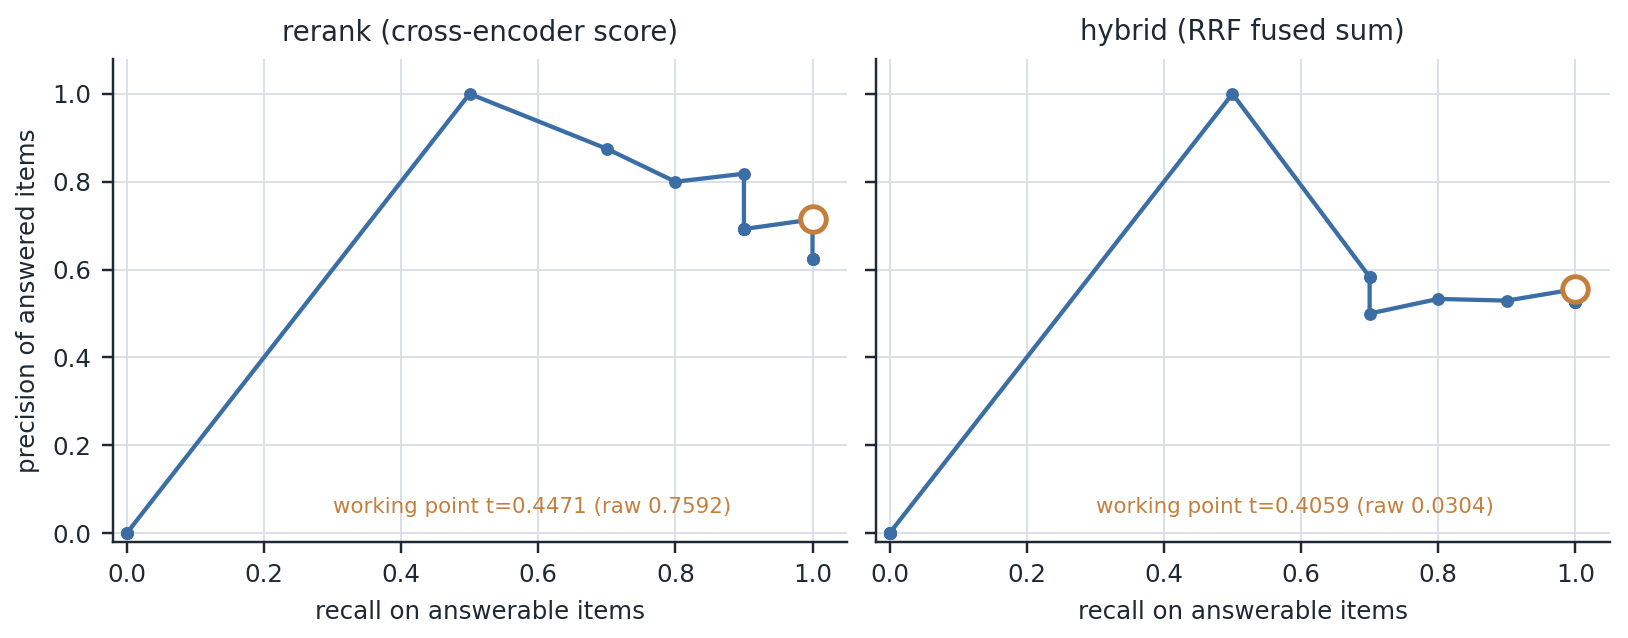 rerank (cross-encoder score)
precision of answered items
1.0
0.8
0.6
0.4
0.2
0.0
working point t=0.4471 (raw 0.7592)
0.0 0.2 0.4 0.6 0.8 1.0
recall on answerable items
hybrid (RRF fused sum)
working point t=0.4059 (raw 0.0304)
0.0 0.2 0.4 0.6 0.8 1.0
recall on answerable items